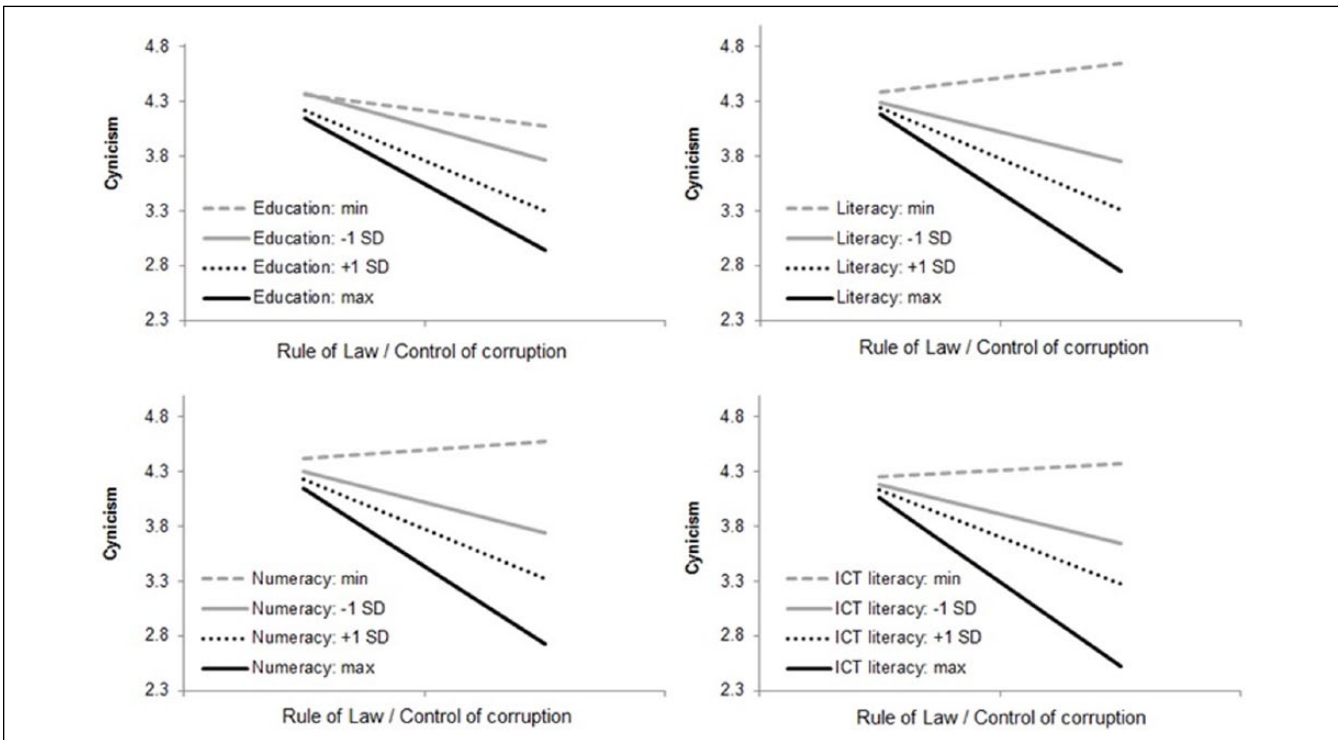 4.8
4.3
3.8
3.3
2.8
2.3
Cynicism
Education: min
Education: -1 SD
Education: +1 SD
Education: max
Rule of Law / Control of corruption
4.8
4.3
3.8
3.3
2.8
2.3
Cynicism
Literacy: min
Literacy: -1 SD
Literacy: +1 SD
Literacy: max
Rule of Law / Control of corruption
4.8
4.3
3.8
3.3
2.8
2.3
Cynicism
Numeracy: min
Numeracy: -1 SD
Numeracy: +1 SD
Numeracy: max
Rule of Law / Control of corruption
4.8
4.3
3.8
3.3
2.8
2.3
Cynicism
ICT literacy: min
ICT literacy: -1 SD
ICT literacy: +1 SD
ICT literacy: max
Rule of Law / Control of corruption